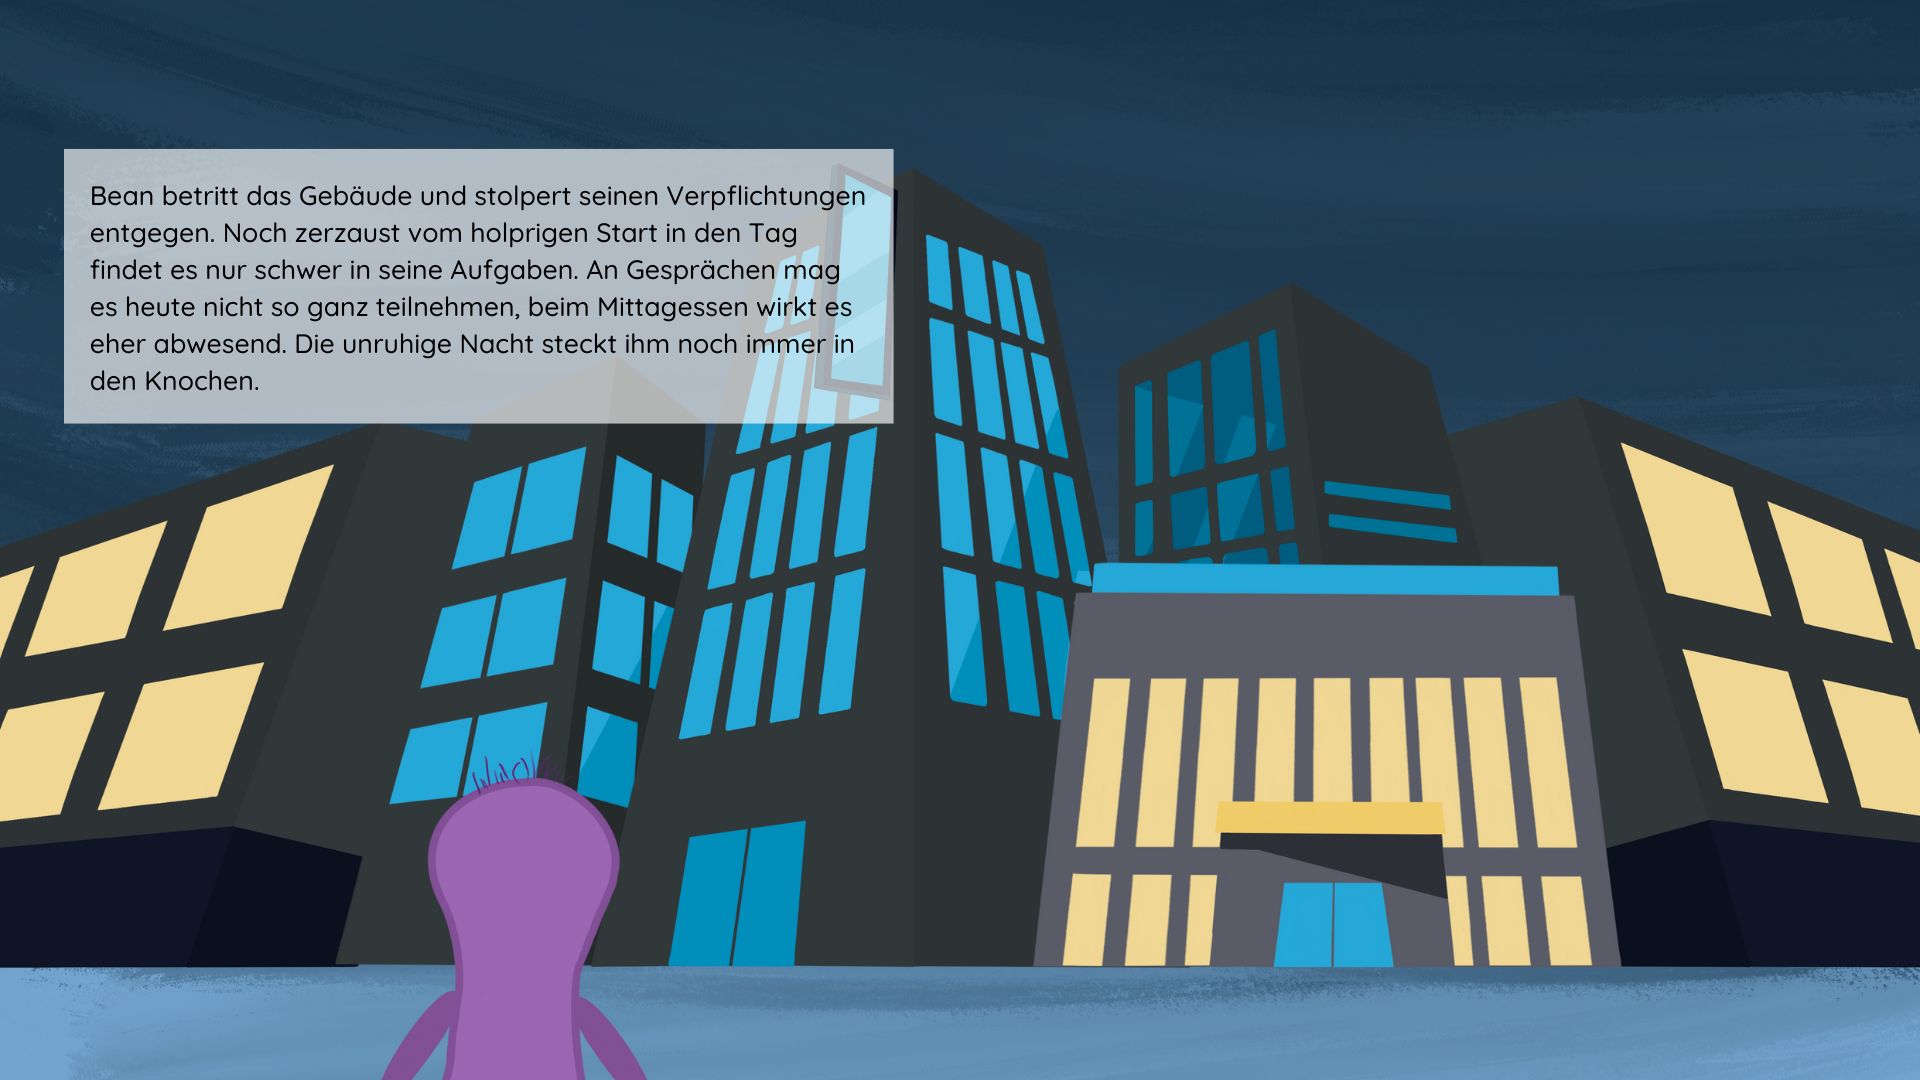 Bean betritt das Gebäude und stolpert seinen Verpflichtungen
entgegen. Noch zerzaust vom holprigen Start in den Tag
findet es nur schwer in seine Aufgaben. An Gesprächen mag
es heute nicht so ganz teilnehmen, beim Mittagessen wirkt es
eher abwesend. Die unruhige Nacht steckt ihm noch immer in
den Knochen.